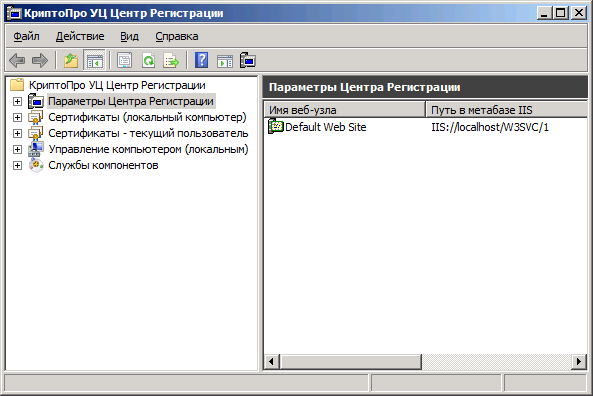 КриптоПро УЦ Центр Регистрации
Файл Действие Вид Справка
КриптоПро УЦ Центр Регистрации
Параметры Центра Регистрации
Сертификаты (локальный компьютер)
Сертификаты - текущий пользователь
Управление компьютером (локальным)
Службы компонентов
Параметры Центра Регистрации
Имя веб-узла Путь в метабазе IIS
Default Web Site IIS://localhost/W3SVC/1